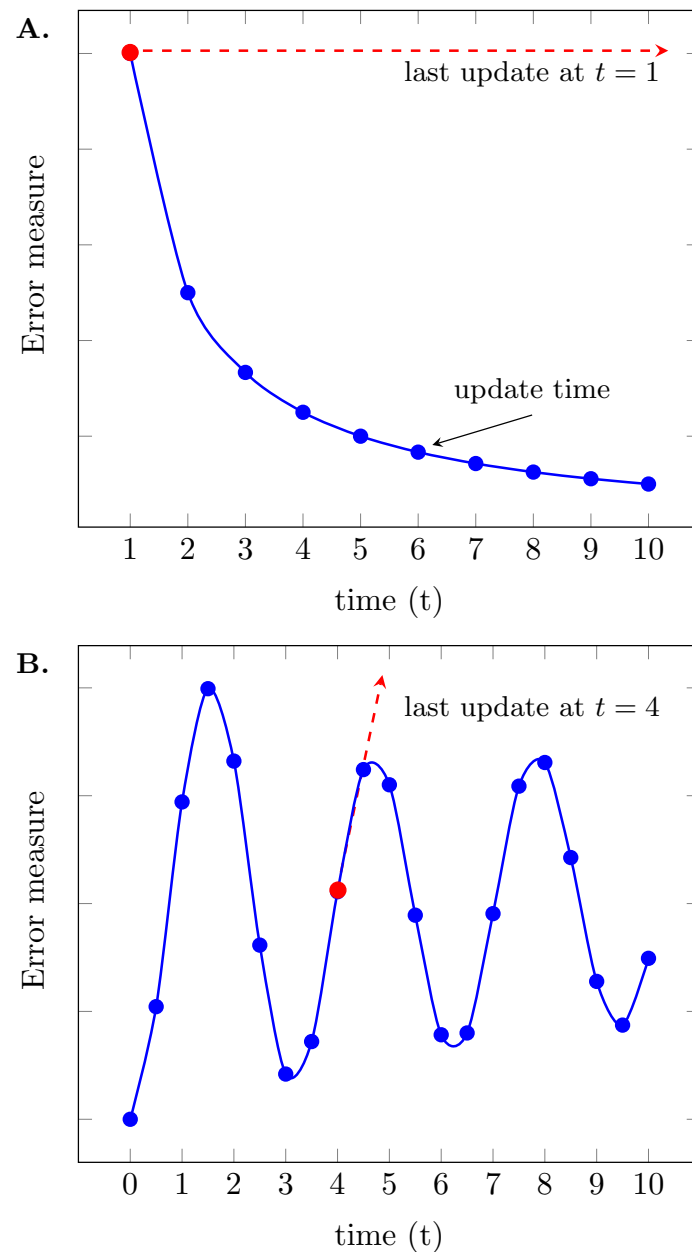 A.
last update at t = 1
Error measure
update time
1 2 3 4 5 6 7 8 9 10
time (t)
B.
last update at t = 4
Error measure
0 1 2 3 4 5 6 7 8 9 10
time (t)